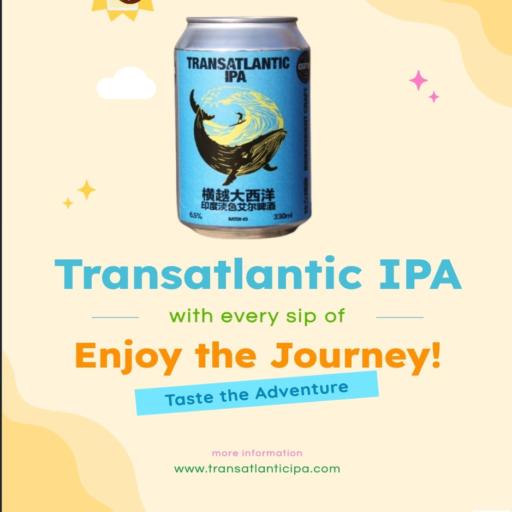 TRANSATLANTIC
IPA
横越大西洋
印度淡色艾尔啤酒
6.5%
330ml
Transatlantic IPA
with every sip of
Enjoy the Journey!
Taste the Adventure
more information
www.transatlanticipa.com